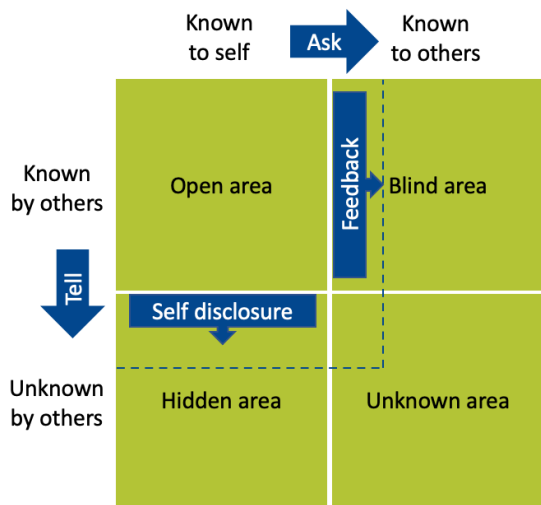 Known
to self
Ask
Known
to others
Known
by others
Open area
Feedback
Blind area
Tell
Self disclosure
Unknown
by others
Hidden area
Unknown area